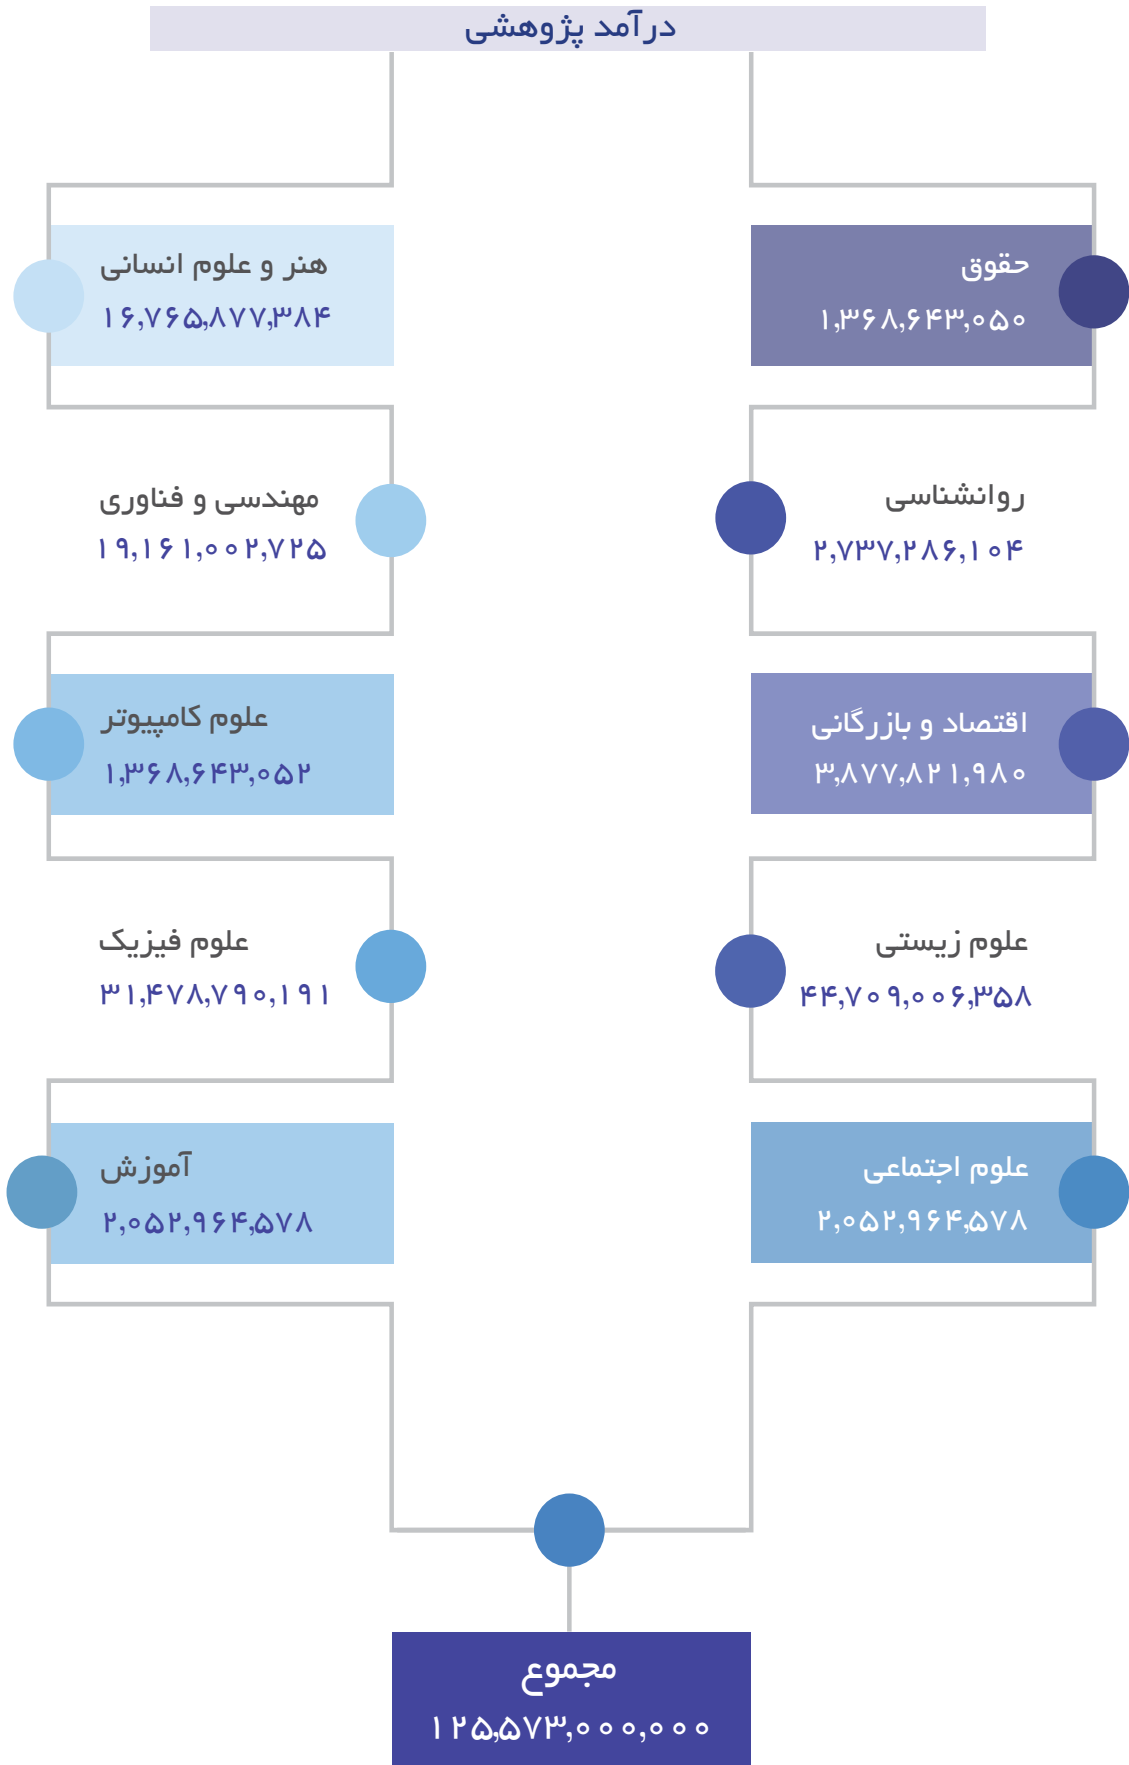 درآمد پژوهشی
حقوق
۱,۳۶۸,۶۴۳,۰۵۰
هنر و علوم انسانی
۱۶,۷۶۵,۸۷۷,۳۸۴
روانشناسی
۲,۷۳۷,۲۸۶,۱۰۴
مهندسی و فناوری
۱۹,۱۶۱,۰۰۲,۷۲۵
اقتصاد و بازرگانی
۳,۸۷۷,۸۲۱,۹۸۰
علوم کامپیوتر
۱,۳۶۸,۶۴۳,۰۵۲
علوم زیستی
۴۴,۷۰۹,۰۰۶,۳۵۸
علوم فیزیک
۳۱,۴۷۸,۷۹۰,۱۹۱
علوم اجتماعی
۲,۰۵۲,۹۶۴,۵۷۸
آموزش
۲,۰۵۲,۹۶۴,۵۷۸
مجموع
۱۲۵,۵۷۳,۰۰۰,۰۰۰